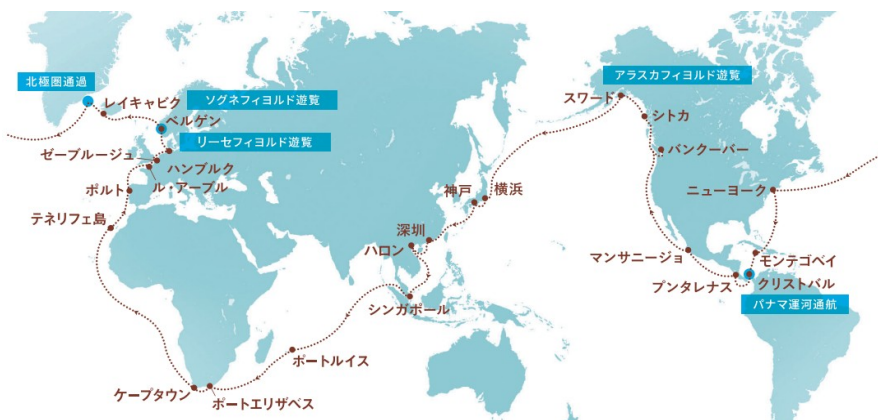 北極圏通過
レイキャビク
ソグネフィヨルド遊覧
ベルゲン
リーセフィヨルド遊覧
ゼーブルージュ
ハンブルク
ル・アーブル
ポルト
テネリフェ島
ケープタウン
ポートエリザベス
ポートルイス
シンガポール
ハロン
深圳
神戸
横浜
アラスカフィヨルド遊覧
スワード
シトカ
バンクーバー
ニューヨーク
マンサニージョ
モンテゴベイ
プンタレナス
クリストバル
パナマ運河通航